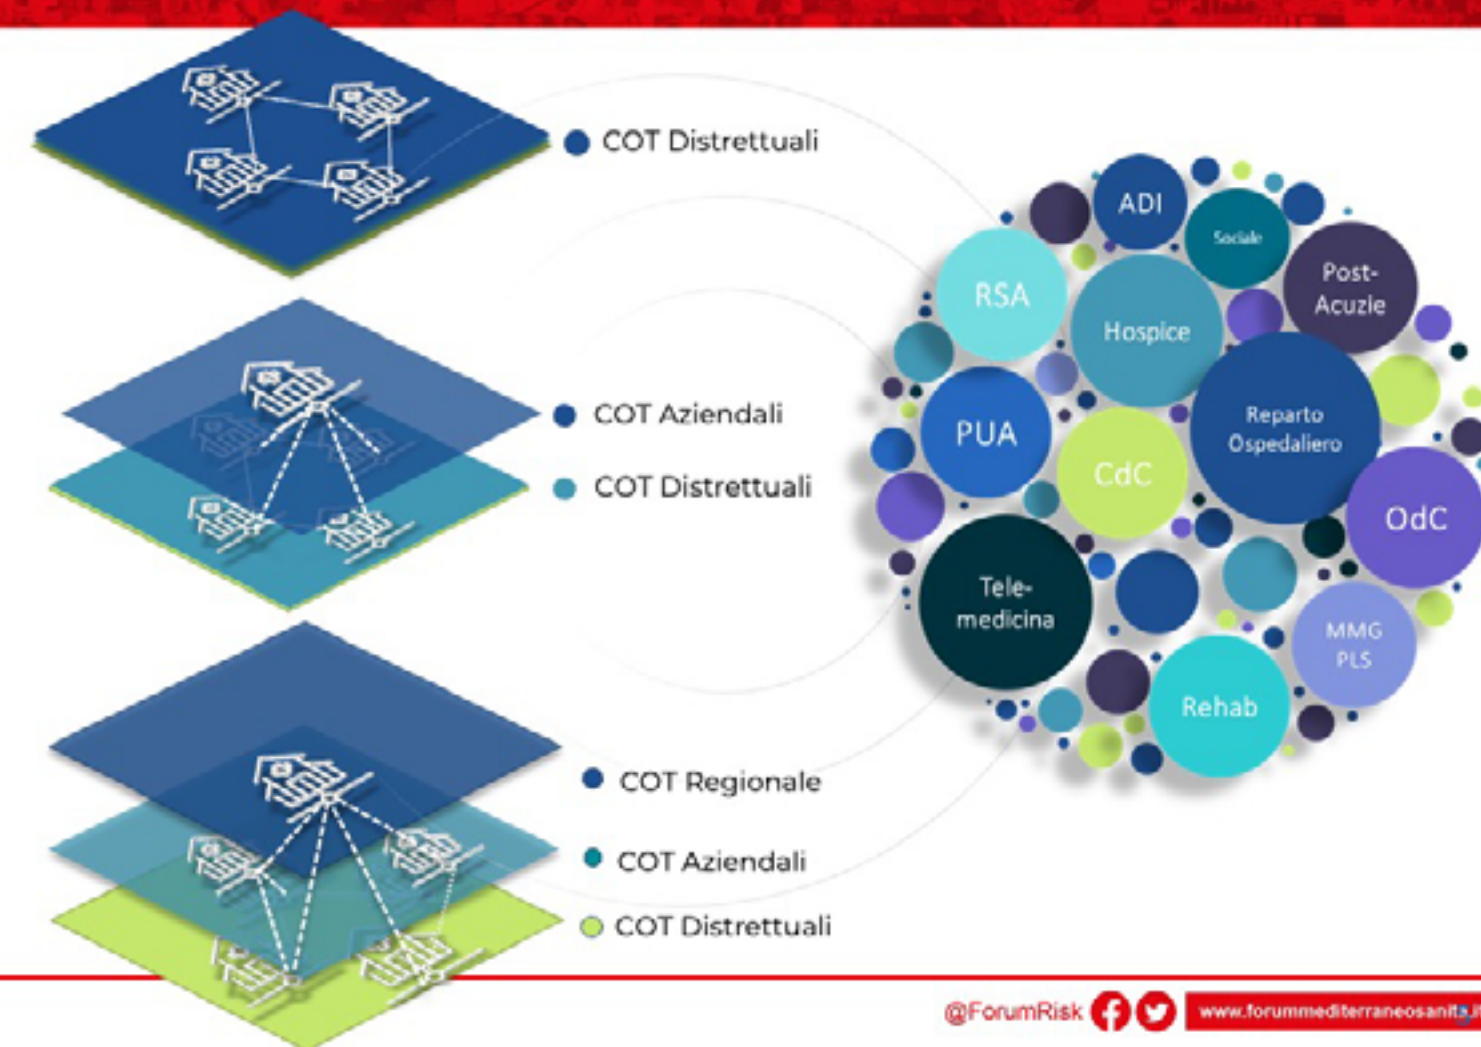 COT Distrettuali
COT Aziendali
COT Distrettuali
COT Regionale
COT Aziendali
COT Distrettuali
ADI
Sociale
RSA
Hospice
Post-
Acuzie
PUA
CdC
Reparto
Ospedaliero
OdC
Tele-
medicina
MMG
PLS
Rehab
@ForumRisk
www.forummediterraneosanita.it